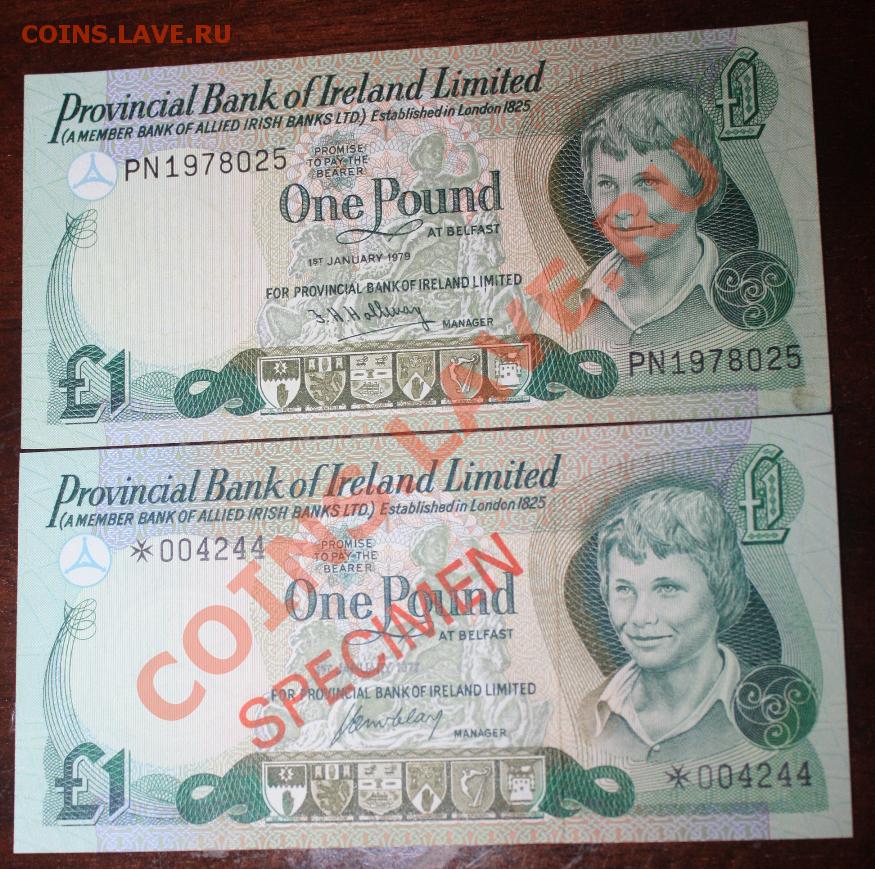 COINS.LAVE.RU
Provincial Bank of Ireland Limited
(A MEMBER BANK OF ALLIED IRISH BANKS LTD.) Established in London 1825
£1
PN1978025
PROMISE
TO PAY THE
BEARER
One Pound
AT BELFAST
1ST JANUARY 1979
FOR PROVINCIAL BANK OF IRELAND LIMITED
MANAGER
£1
PN1978025
COINS.LAVE.RU
Provincial Bank of Ireland Limited
(A MEMBER BANK OF ALLIED IRISH BANKS LTD.) Established in London 1825
£1
*004244
PROMISE
TO PAY THE
BEARER
One Pound
AT BELFAST
1ST JANUARY 1977
SPECIMEN
FOR PROVINCIAL BANK OF IRELAND LIMITED
MANAGER
£1
*004244